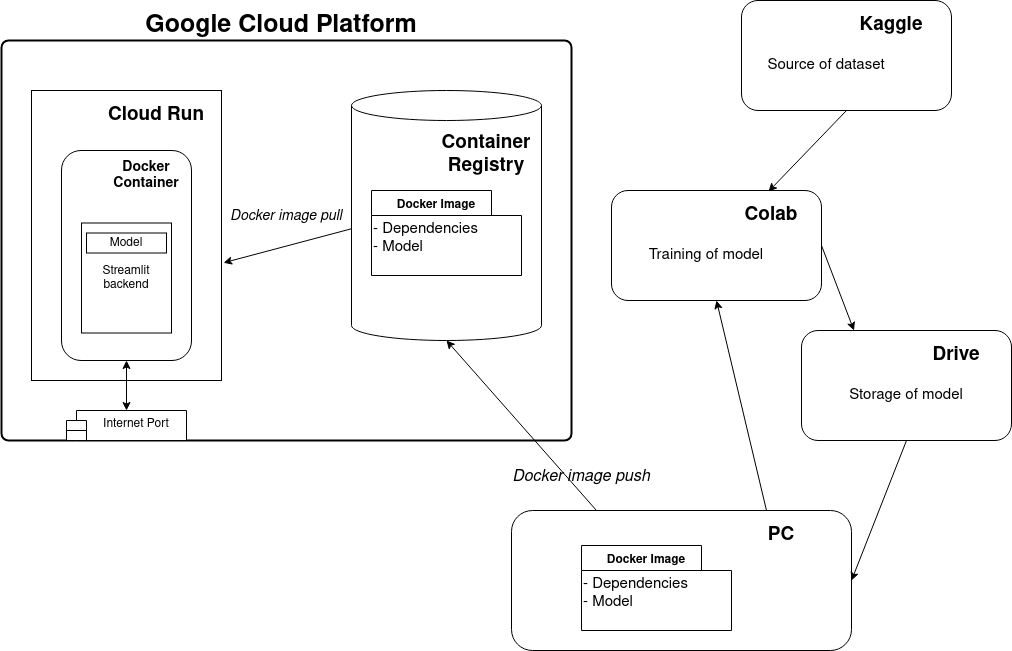 Google Cloud Platform
Cloud Run
Docker
Container
Model
Streamlit
backend
Internet Port
Docker image pull
Container
Registry
Docker Image
- Dependencies
- Model
Kaggle
Source of dataset
Colab
Training of model
Drive
Storage of model
Docker image push
PC
Docker Image
- Dependencies
- Model